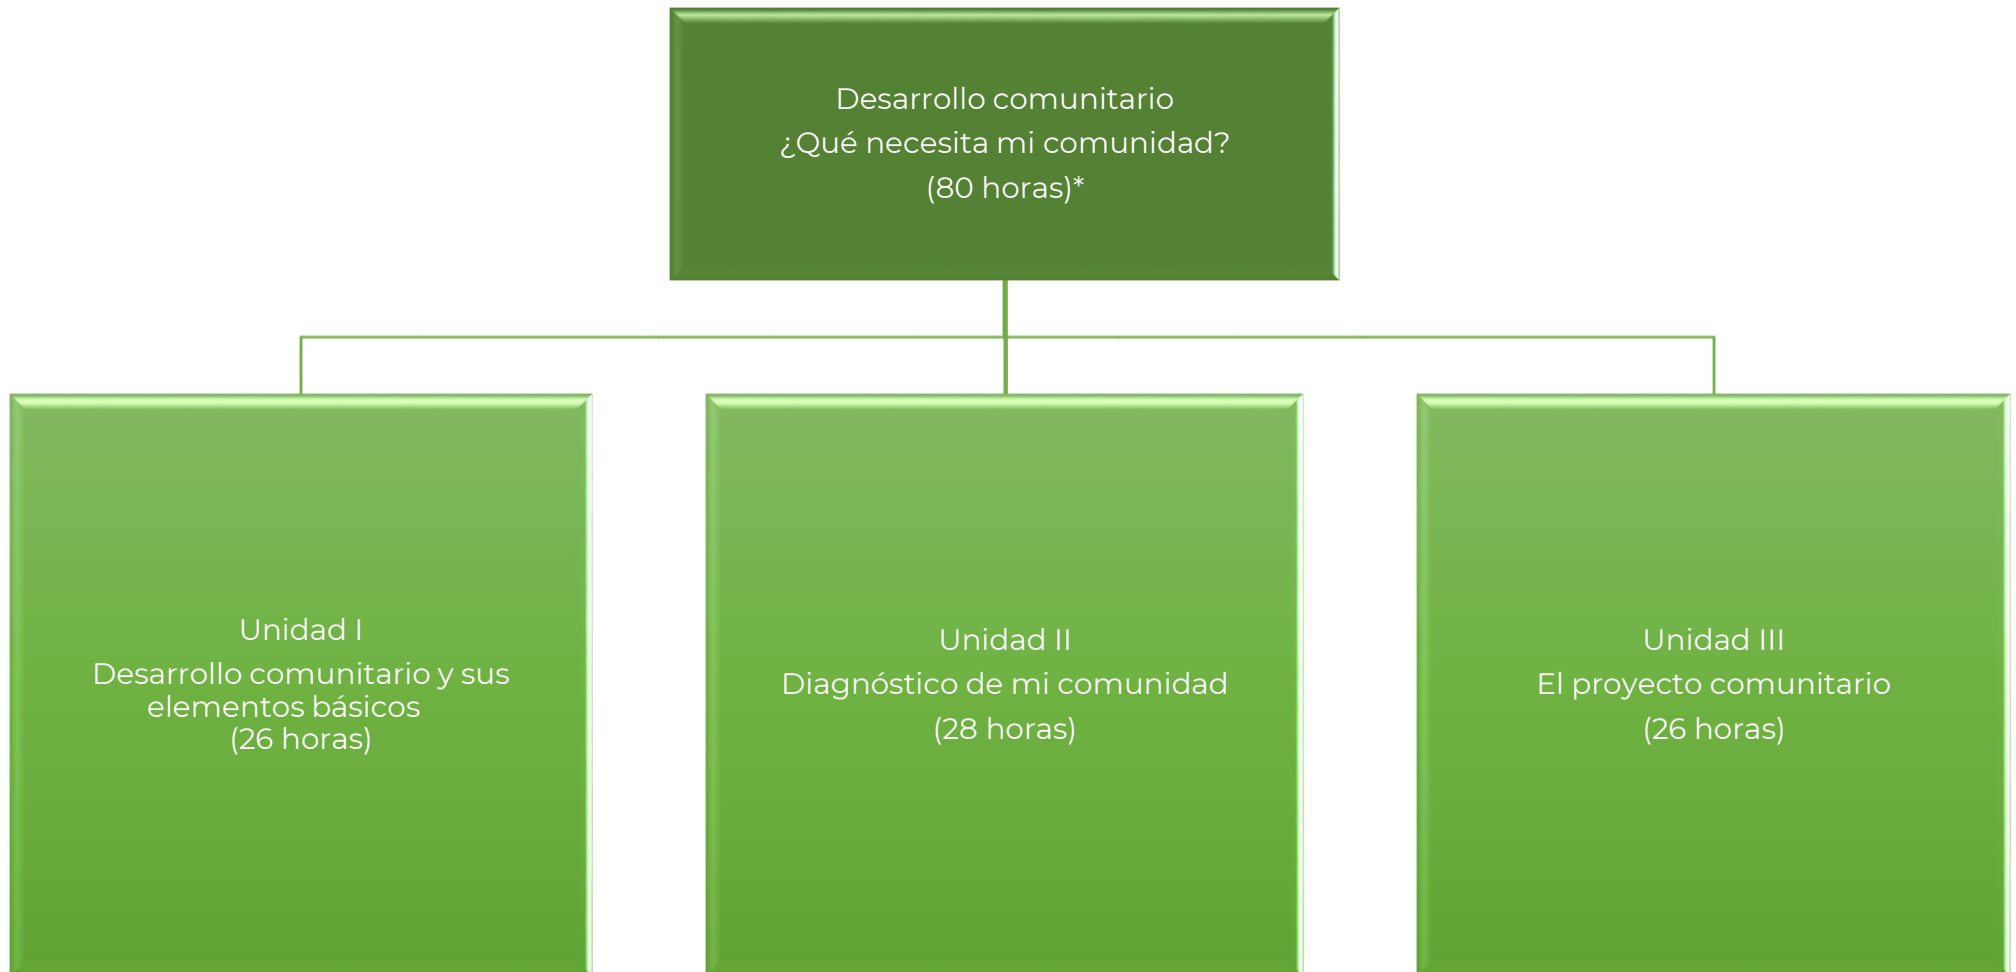 Desarrollo comunitario
¿Qué necesita mi comunidad?
(80 horas)*
Unidad I
Desarrollo comunitario y sus
elementos básicos
(26 horas)
Unidad II
Diagnóstico de mi comunidad
(28 horas)
Unidad III
El proyecto comunitario
(26 horas)